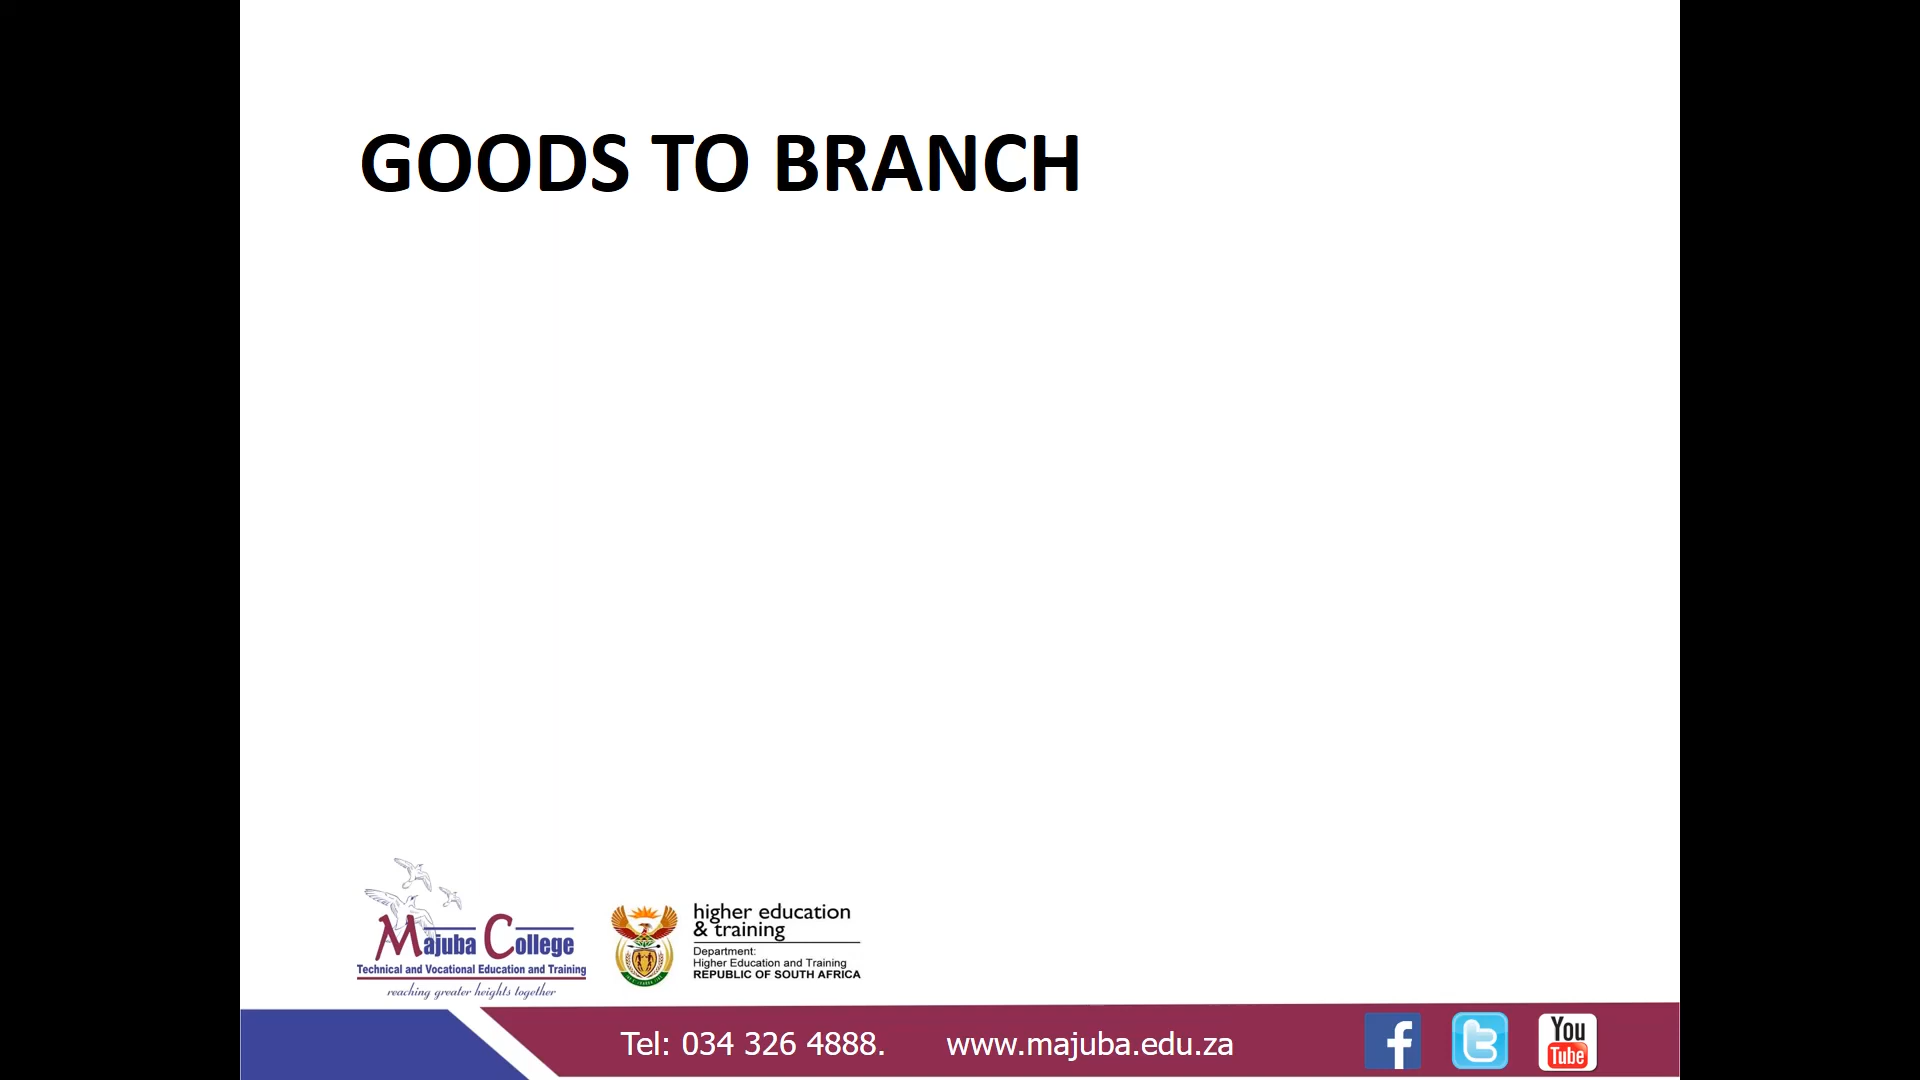 GOODS TO BRANCH
Majuba College
Technical and Vocational Education and Training
reaching greater heights together
higher education
& training
Department:
Higher Education and Training
REPUBLIC OF SOUTH AFRICA
Tel: 034 326 4888. www.majuba.edu.za
You
Tube